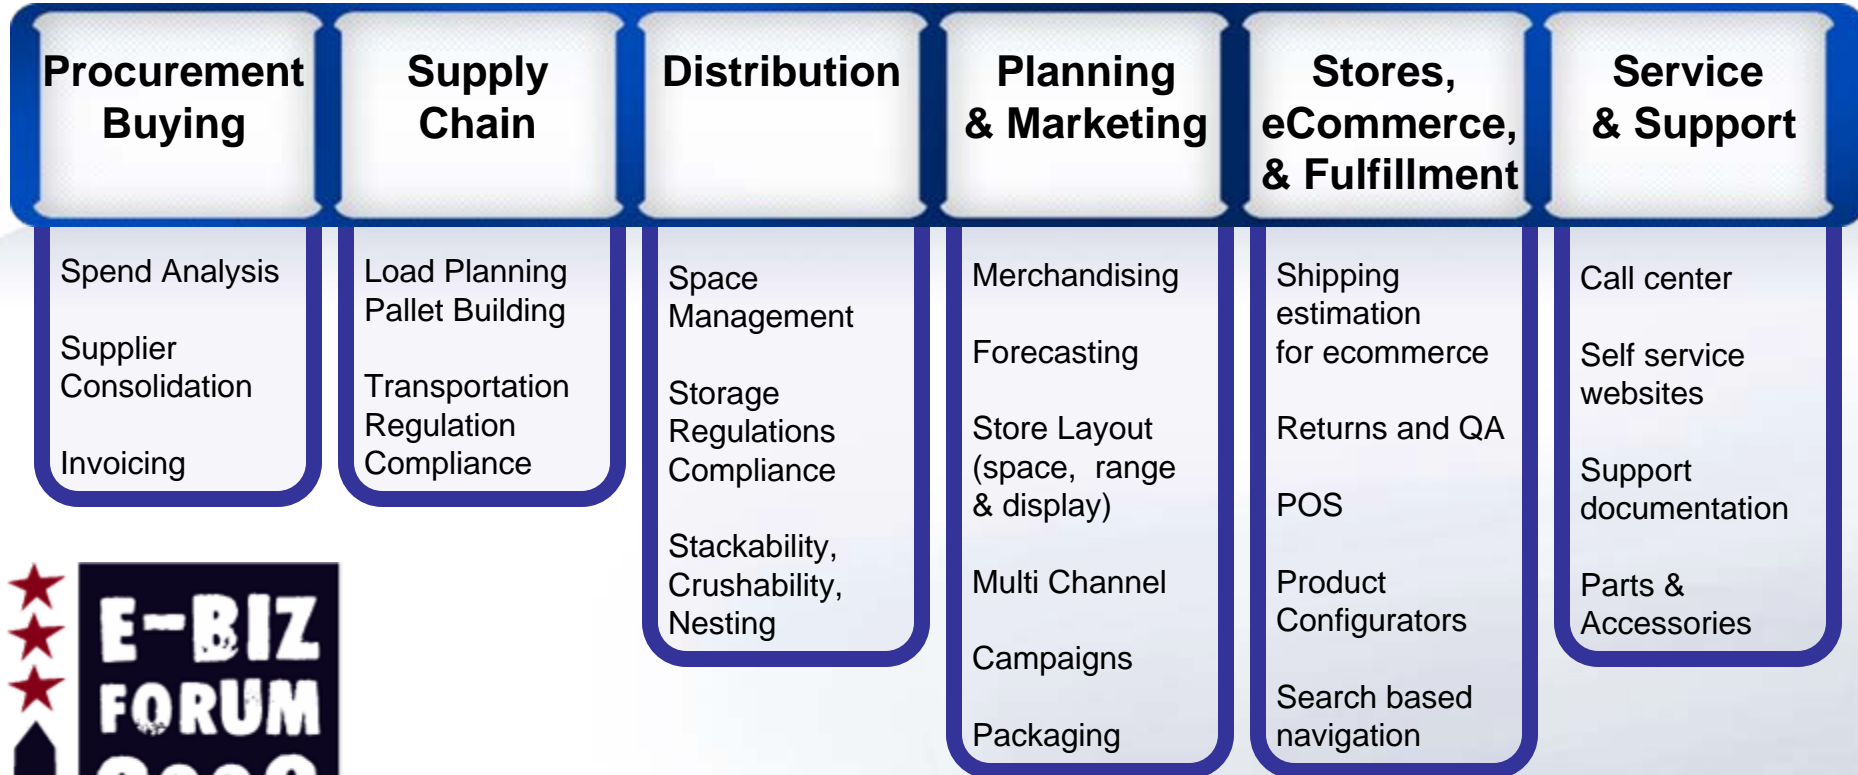 Procurement
Buying
Supply
Chain
Distribution
Planning
& Marketing
Stores,
eCommerce,
& Fulfillment
Service
& Support
Spend Analysis
Supplier
Consolidation
Invoicing
Load Planning
Pallet Building
Transportation
Regulation
Compliance
Space
Management
Storage
Regulations
Compliance
Stackability,
Crushability,
Nesting
Merchandising
Forecasting
Store Layout
(space, range
& display)
Multi Channel
Campaigns
Packaging
Shipping
estimation
for ecommerce
Returns and QA
POS
Product
Configurators
Search based
navigation
Call center
Self service
websites
Support
documentation
Parts &
Accessories
E-BIZ
FORUM